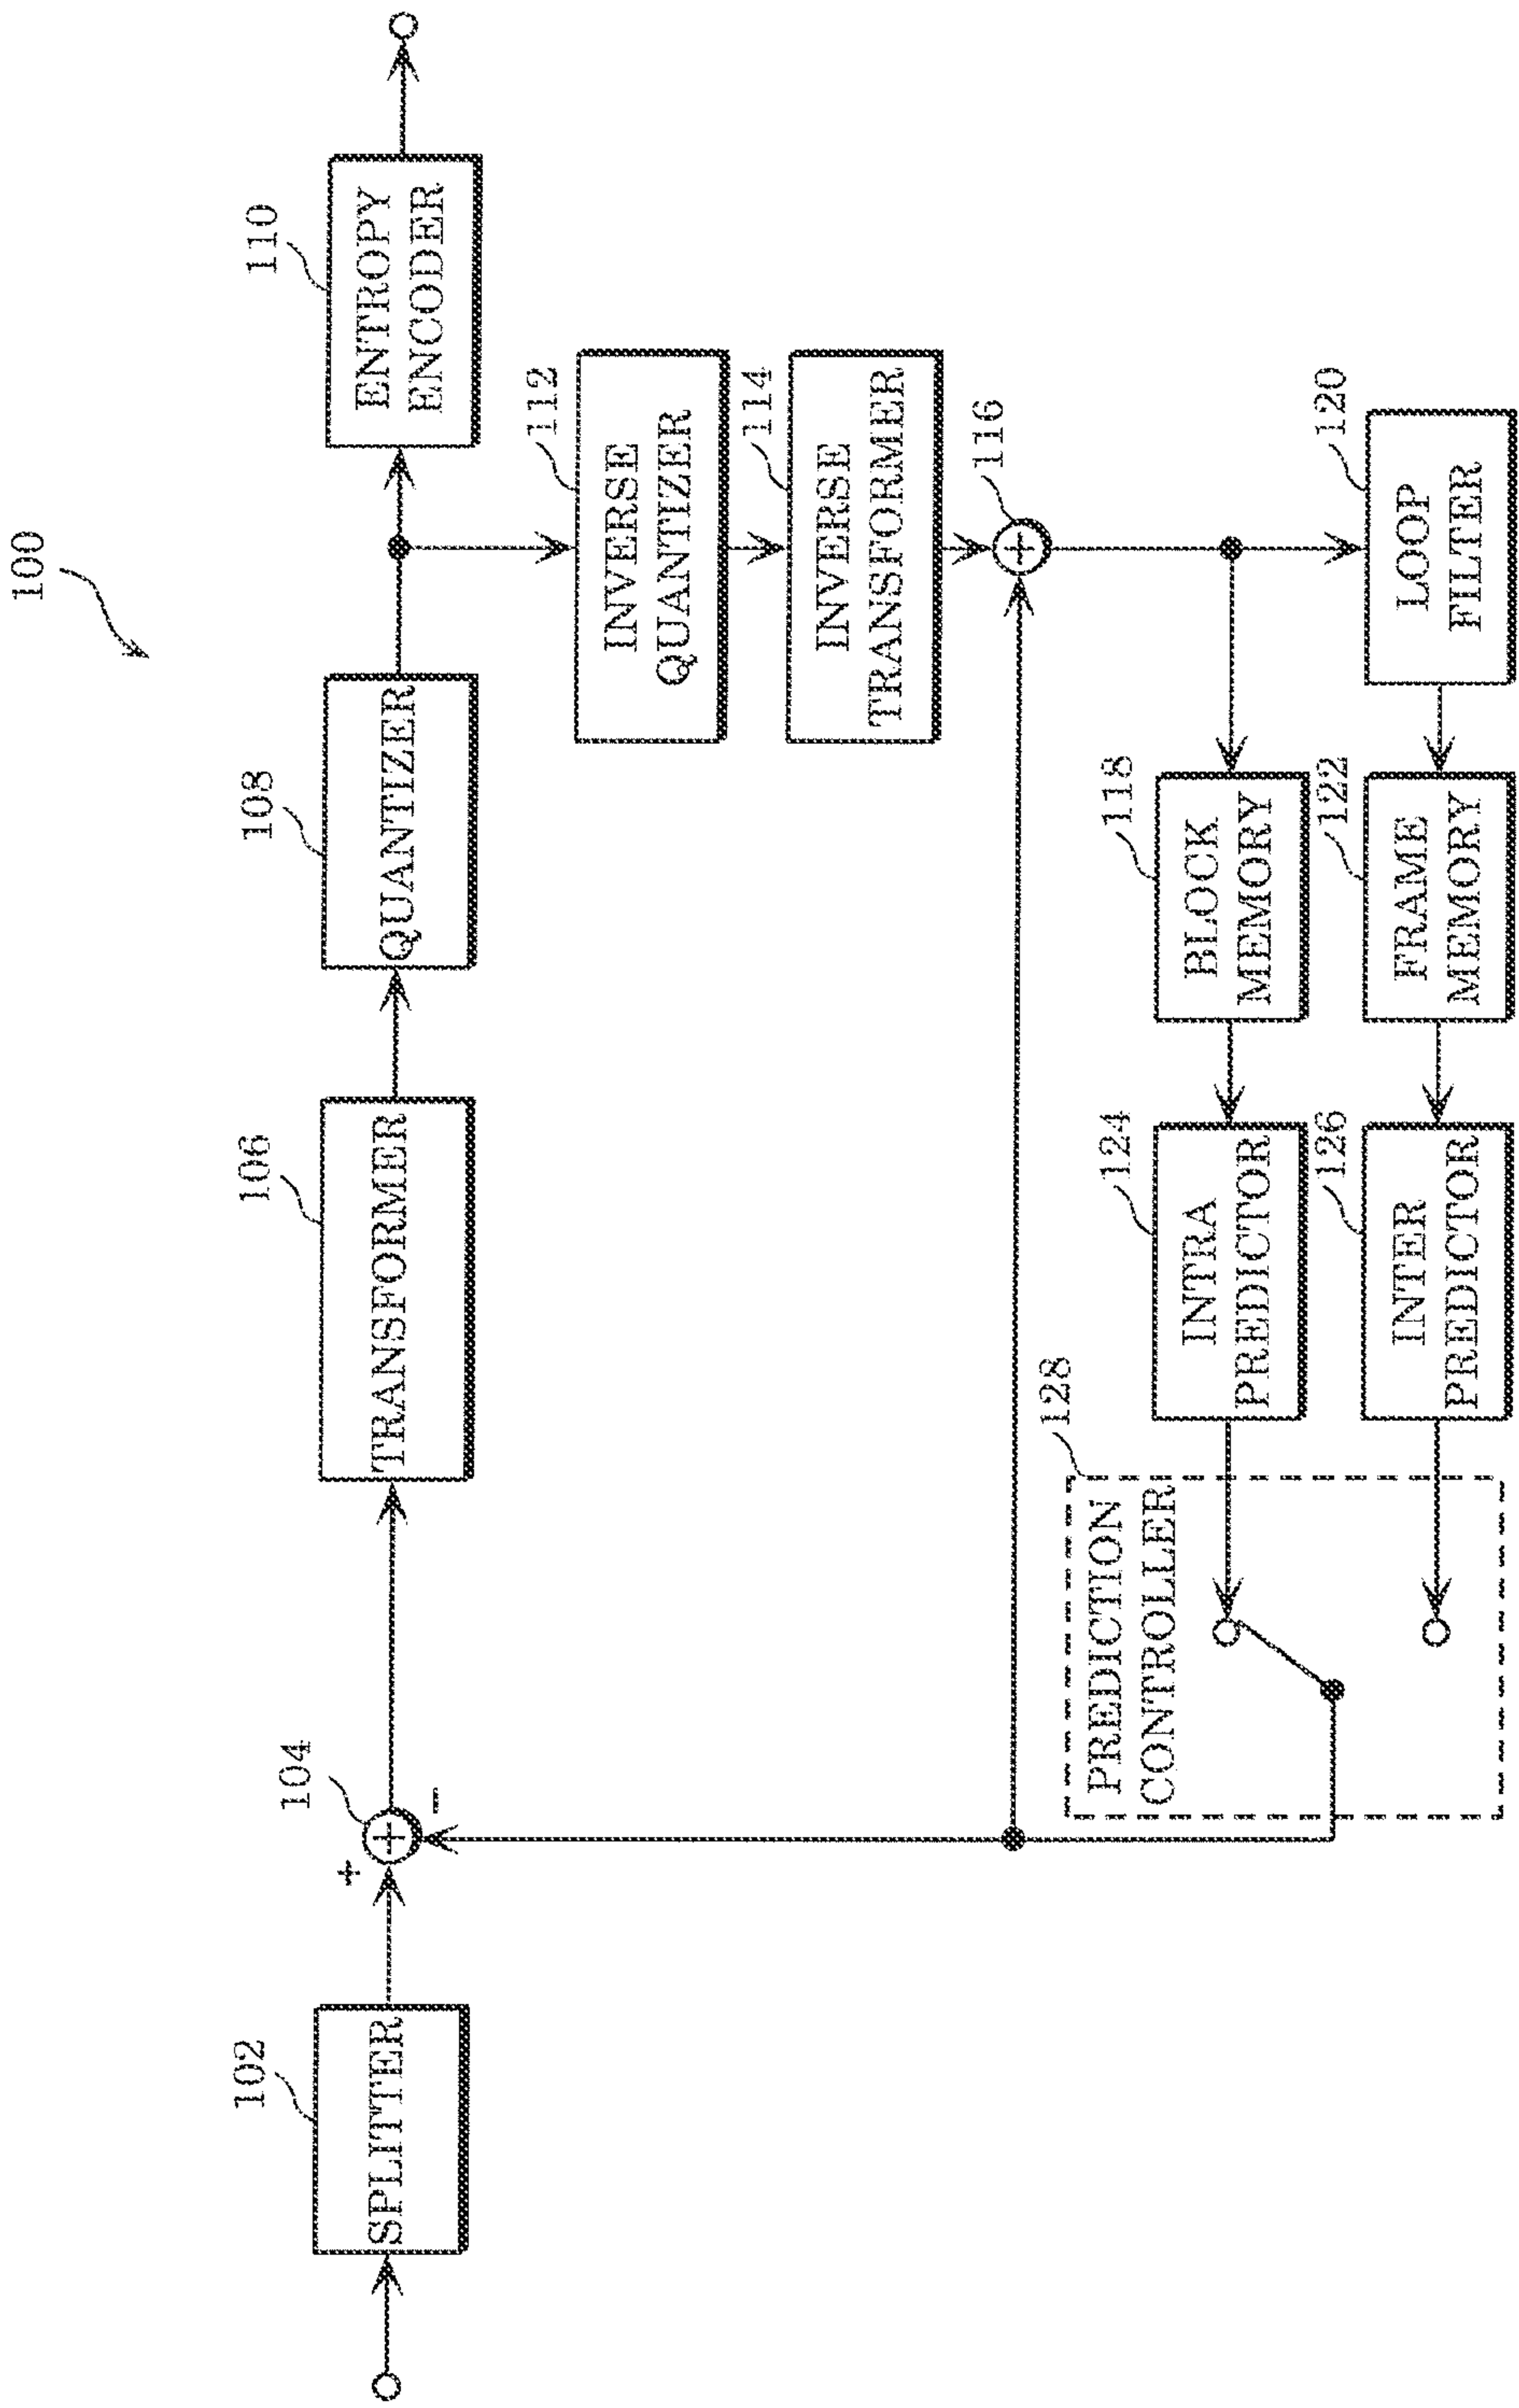 100
102
SPLITTER
104
+
-
106
TRANSFORMER
108
QUANTIZER
110
ENTROPY
ENCODER
112
INVERSE
QUANTIZER
114
INVERSE
TRANSFORMER
116
128
PREDICTION
CONTROLLER
124
INTRA
PREDICTOR
118
BLOCK
MEMORY
126
INTER
PREDICTOR
122
FRAME
MEMORY
120
LOOP
FILTER